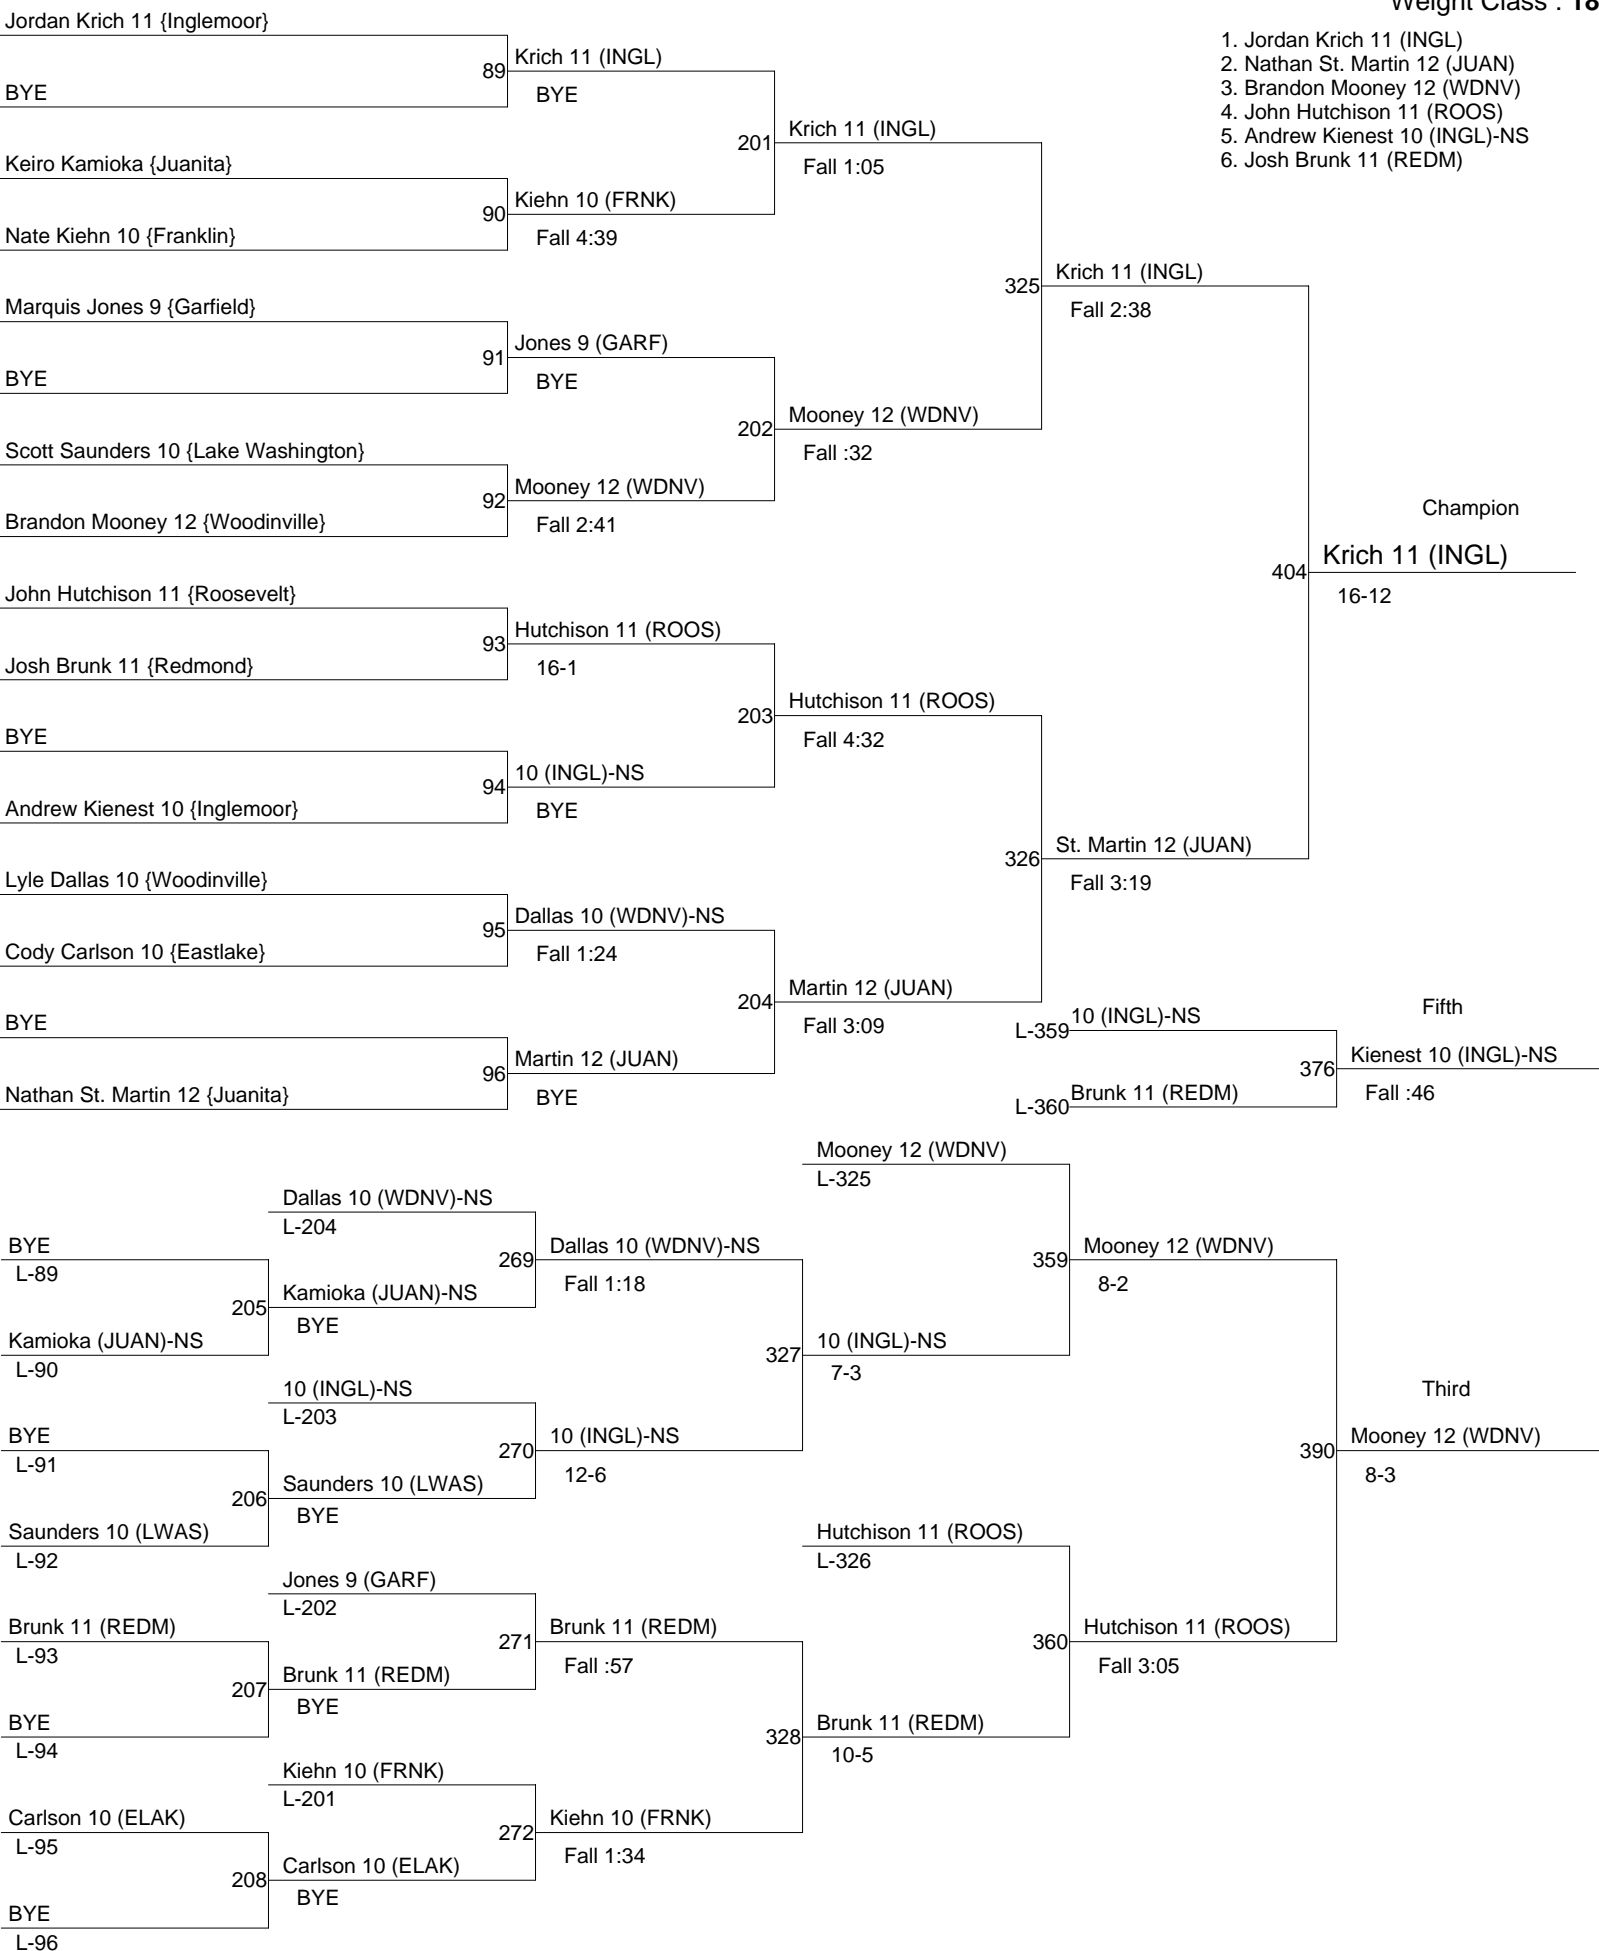 Weight Class : 18
1. Jordan Krich 11 (INGL)
2. Nathan St. Martin 12 (JUAN)
3. Brandon Mooney 12 (WDNV)
4. John Hutchison 11 (ROOS)
5. Andrew Kienest 10 (INGL)-NS
6. Josh Brunk 11 (REDM)
Jordan Krich 11 {Inglemoor}
BYE
Keiro Kamioka {Juanita}
Nate Kiehn 10 {Franklin}
Marquis Jones 9 {Garfield}
BYE
Scott Saunders 10 {Lake Washington}
Brandon Mooney 12 {Woodinville}
John Hutchison 11 {Roosevelt}
Josh Brunk 11 {Redmond}
BYE
Andrew Kienest 10 {Inglemoor}
Lyle Dallas 10 {Woodinville}
Cody Carlson 10 {Eastlake}
BYE
Nathan St. Martin 12 {Juanita}
89 Krich 11 (INGL)
BYE
90 Kiehn 10 (FRNK)
Fall 4:39
91 Jones 9 (GARF)
BYE
92 Mooney 12 (WDNV)
Fall 2:41
93 Hutchison 11 (ROOS)
16-1
94 10 (INGL)-NS
BYE
95 Dallas 10 (WDNV)-NS
Fall 1:24
96 Martin 12 (JUAN)
BYE
201 Krich 11 (INGL)
Fall 1:05
202 Mooney 12 (WDNV)
Fall :32
203 Hutchison 11 (ROOS)
Fall 4:32
204 Martin 12 (JUAN)
Fall 3:09
325 Krich 11 (INGL)
Fall 2:38
326 St. Martin 12 (JUAN)
Fall 3:19
Champion
404 Krich 11 (INGL)
16-12
L-359 10 (INGL)-NS
L-360 Brunk 11 (REDM)
Fifth
376 Kienest 10 (INGL)-NS
Fall :46
BYE
L-89
Kamioka (JUAN)-NS
L-90
BYE
L-91
Saunders 10 (LWAS)
L-92
Brunk 11 (REDM)
L-93
BYE
L-94
Carlson 10 (ELAK)
L-95
BYE
L-96
Dallas 10 (WDNV)-NS
L-204
205 Kamioka (JUAN)-NS
BYE
10 (INGL)-NS
L-203
206 Saunders 10 (LWAS)
BYE
Jones 9 (GARF)
L-202
207 Brunk 11 (REDM)
BYE
Kiehn 10 (FRNK)
L-201
208 Carlson 10 (ELAK)
BYE
269 Dallas 10 (WDNV)-NS
Fall 1:18
270 10 (INGL)-NS
12-6
271 Brunk 11 (REDM)
Fall :57
272 Kiehn 10 (FRNK)
Fall 1:34
Mooney 12 (WDNV)
L-325
327 10 (INGL)-NS
7-3
Hutchison 11 (ROOS)
L-326
328 Brunk 11 (REDM)
10-5
359 Mooney 12 (WDNV)
8-2
360 Hutchison 11 (ROOS)
Fall 3:05
Third
390 Mooney 12 (WDNV)
8-3